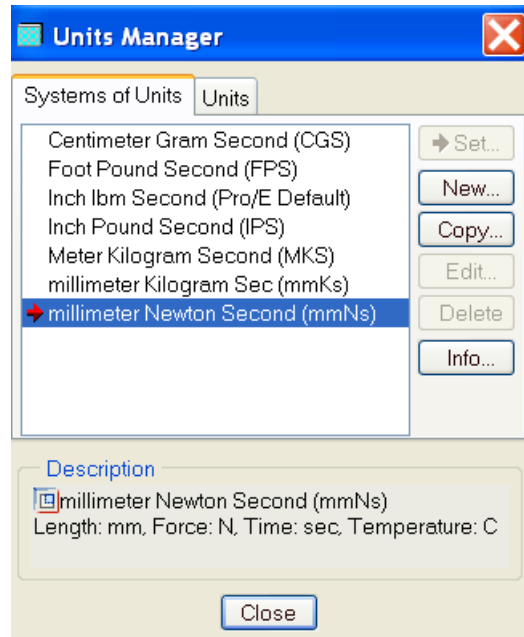 Units Manager
Systems of Units
Units
Centimeter Gram Second (CGS)
Foot Pound Second (FPS)
Inch lbm Second (Pro/E Default)
Inch Pound Second (IPS)
Meter Kilogram Second (MKS)
millimeter Kilogram Sec (mmKs)
millimeter Newton Second (mmNs)
Set...
New...
Copy...
Edit...
Delete
Info...
Description
millimeter Newton Second (mmNs)
Length: mm, Force: N, Time: sec, Temperature: C
Close